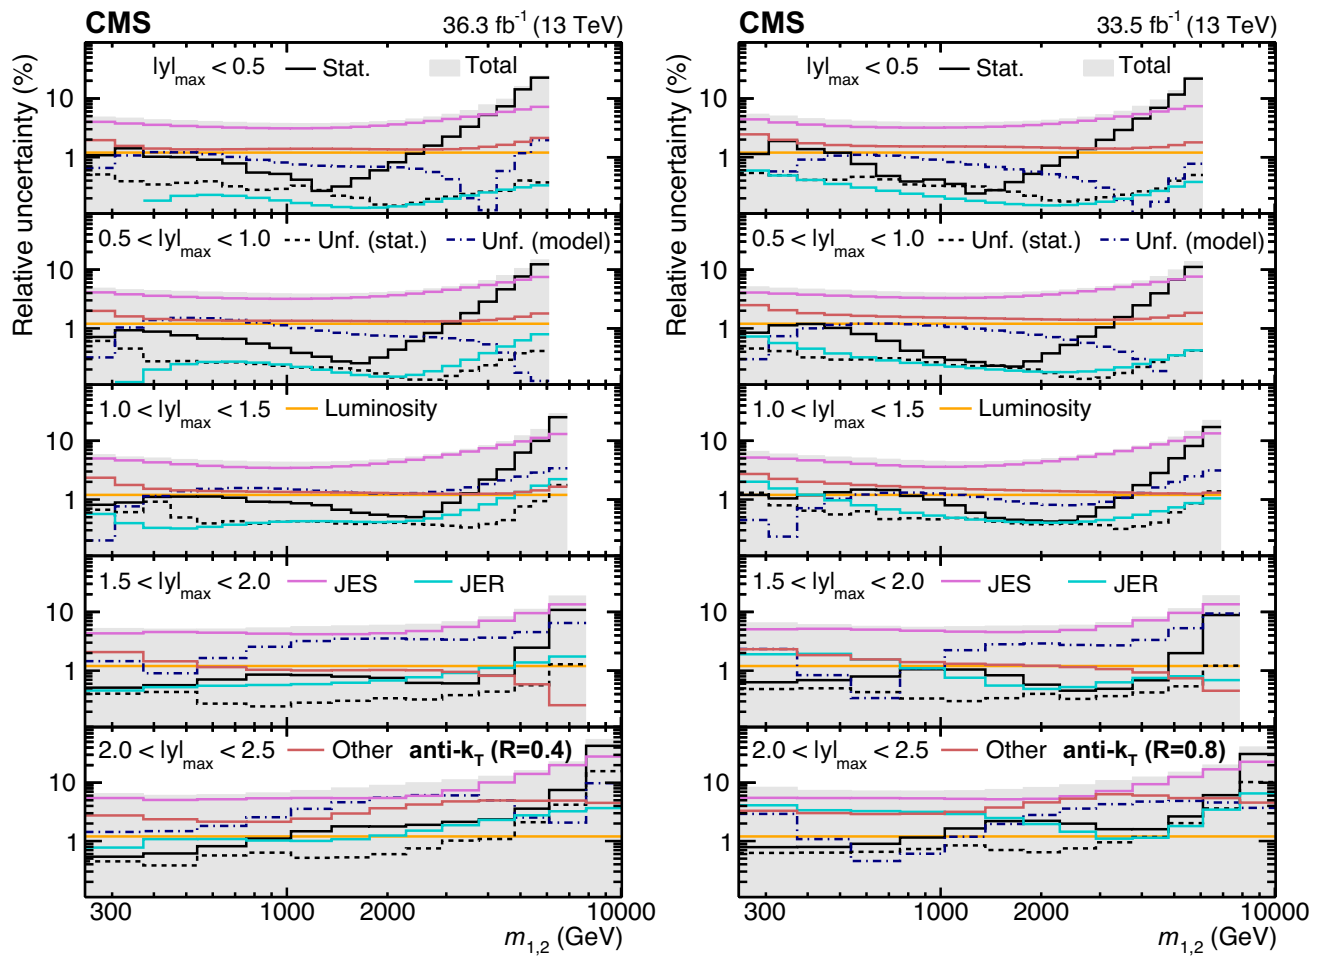 CMS 36.3 fb⁻¹ (13 TeV)
Relative uncertainty (%)
|y|max < 0.5 Stat. Total
10
1
Relative uncertainty (%)
0.5 < |y|max < 1.0 Unf. (stat.) Unf. (model)
10
1
1.0 < |y|max < 1.5 Luminosity
10
1
1.5 < |y|max < 2.0 JES JER
10
1
2.0 < |y|max < 2.5 Other anti-kT (R=0.4)
10
1
300 1000 2000 10000
m1,2 (GeV)
CMS 33.5 fb⁻¹ (13 TeV)
Relative uncertainty (%)
|y|max < 0.5 Stat. Total
10
1
Relative uncertainty (%)
0.5 < |y|max < 1.0 Unf. (stat.) Unf. (model)
10
1
1.0 < |y|max < 1.5 Luminosity
10
1
1.5 < |y|max < 2.0 JES JER
10
1
2.0 < |y|max < 2.5 Other anti-kT (R=0.8)
10
1
300 1000 2000 10000
m1,2 (GeV)